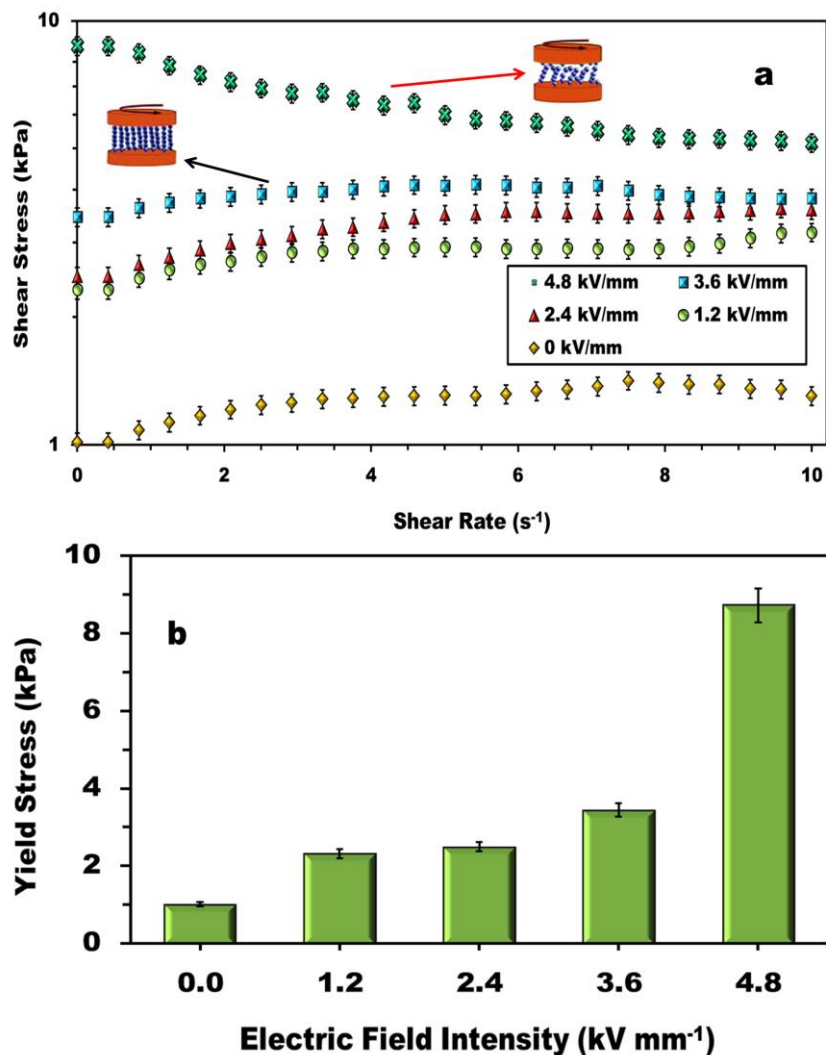 10
a
Shear Stress (kPa)
4.8 kV/mm 3.6 kV/mm
2.4 kV/mm 1.2 kV/mm
0 kV/mm
1
0 2 4 6 8 10
Shear Rate (s⁻¹)
10
b
8
6
4
2
0
Yield Stress (kPa)
0.0 1.2 2.4 3.6 4.8
Electric Field Intensity (kV mm⁻¹)